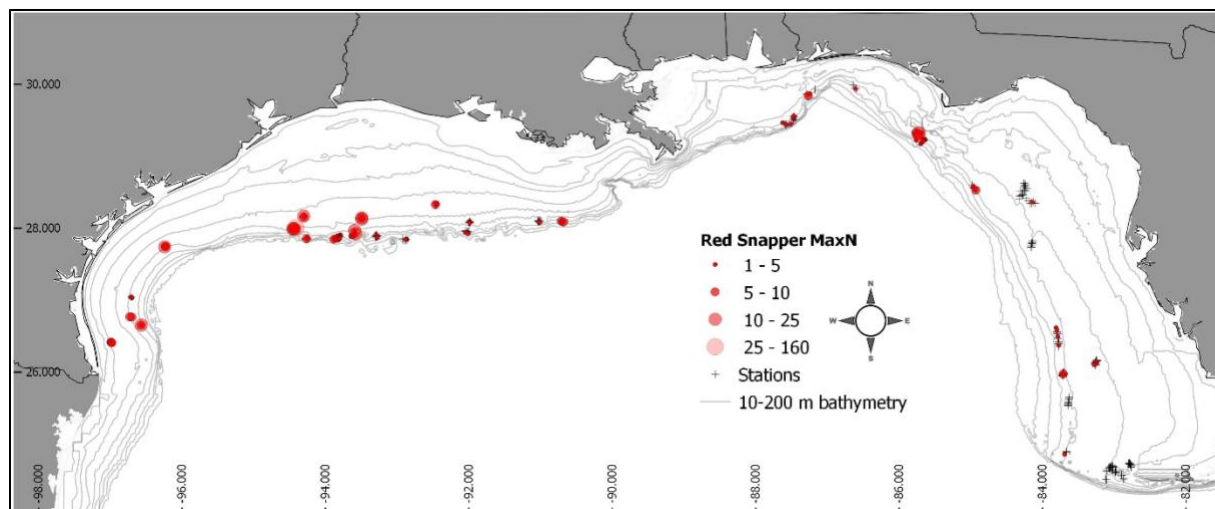 30.000
28.000
26.000
Red Snapper MaxN
1 - 5
5 - 10
10 - 25
25 - 160
Stations
10-200 m bathymetry
N
W
E
S
-98.000
-96.000
-94.000
-92.000
-90.000
-88.000
-86.000
-84.000
-82.000